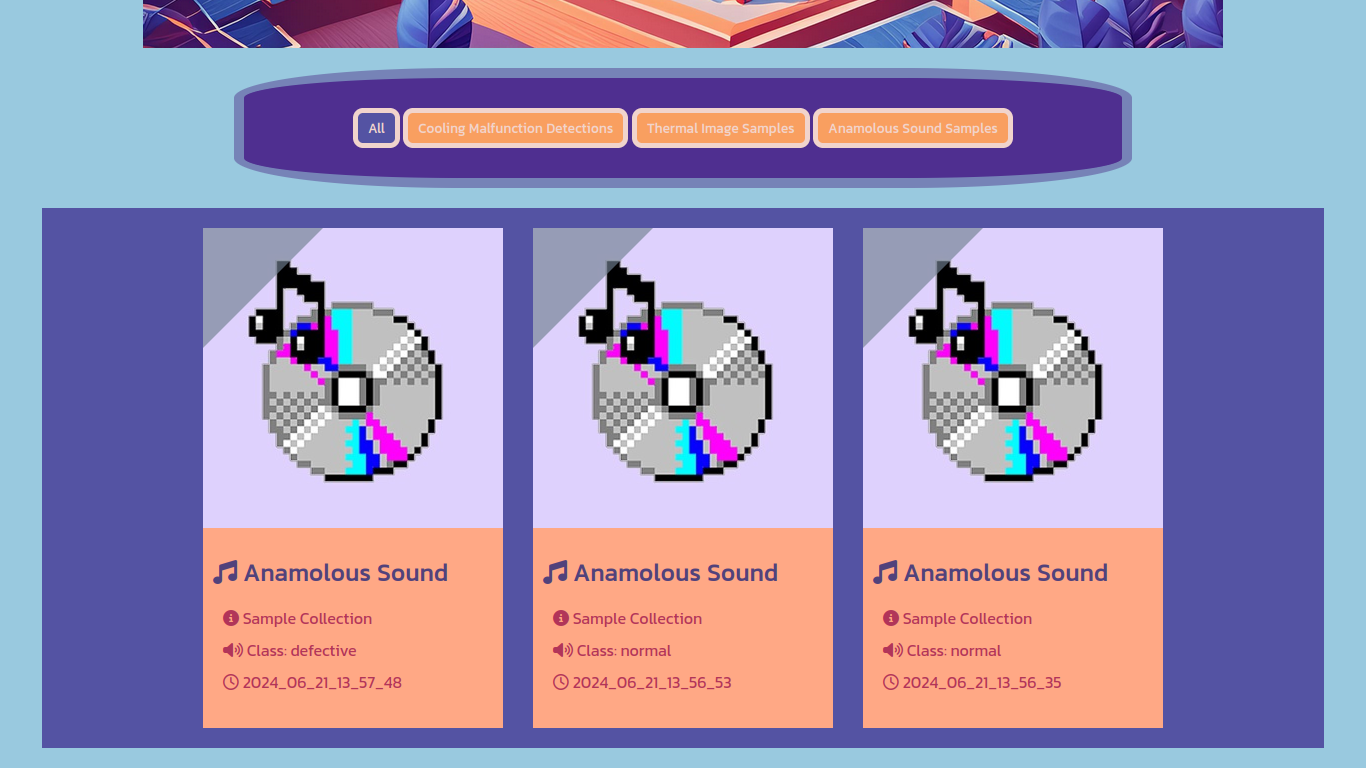 All
Cooling Malfunction Detections
Thermal Image Samples
Anamolous Sound Samples
Anamolous Sound
Sample Collection
Class: defective
2024_06_21_13_57_48
Anamolous Sound
Sample Collection
Class: normal
2024_06_21_13_56_53
Anamolous Sound
Sample Collection
Class: normal
2024_06_21_13_56_35